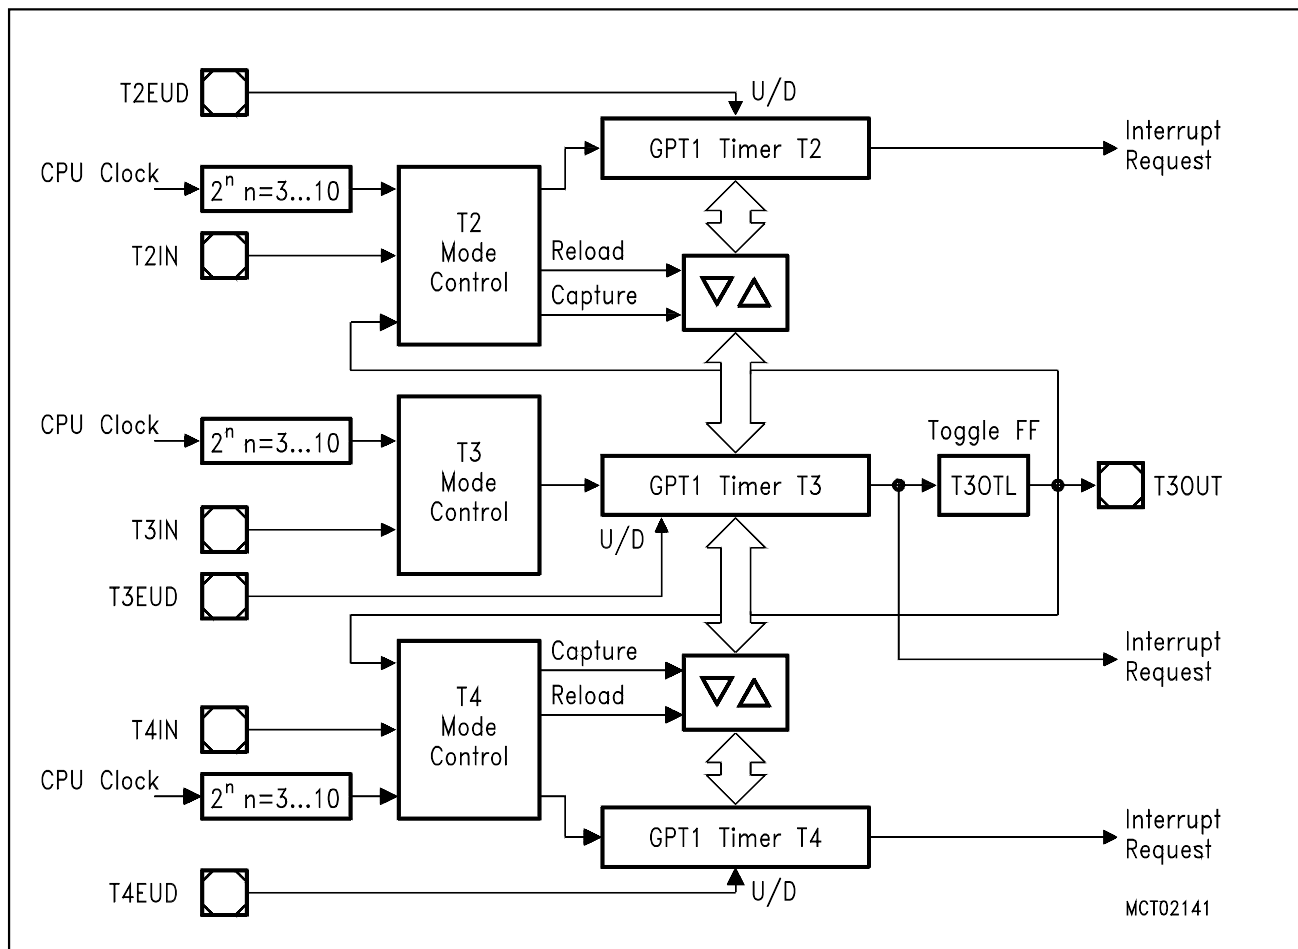 T2EUD
U/D
GPT1 Timer T2
Interrupt
Request
CPU Clock
2ⁿ n=3...10
T2
Mode
Control
T2IN
Reload
Capture
CPU Clock
2ⁿ n=3...10
T3
Mode
Control
Toggle FF
GPT1 Timer T3
T3OTL
T3OUT
T3IN
U/D
T3EUD
Capture
Interrupt
Request
Reload
T4
Mode
Control
T4IN
CPU Clock
2ⁿ n=3...10
GPT1 Timer T4
Interrupt
Request
T4EUD
U/D
MCT02141